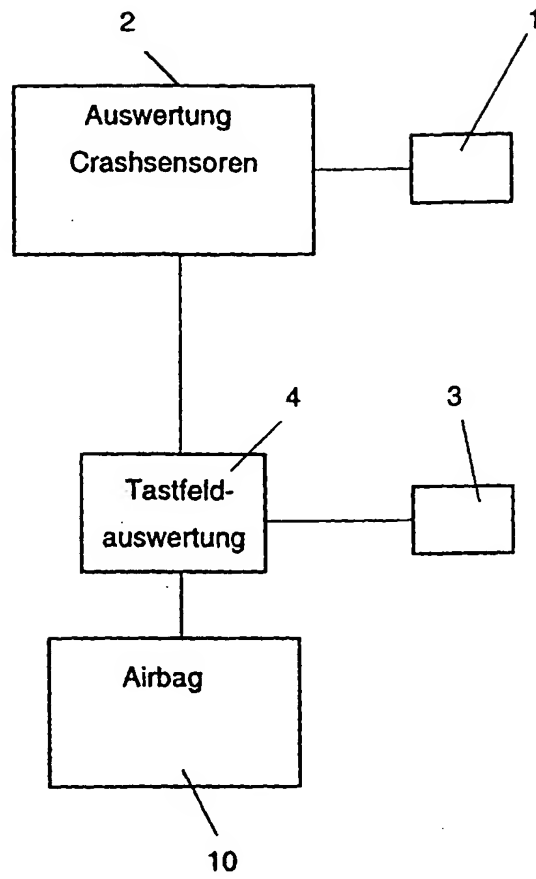 2
1
Auswertung
Crashsensoren
4
3
Tastfeld-
auswertung
Airbag
10